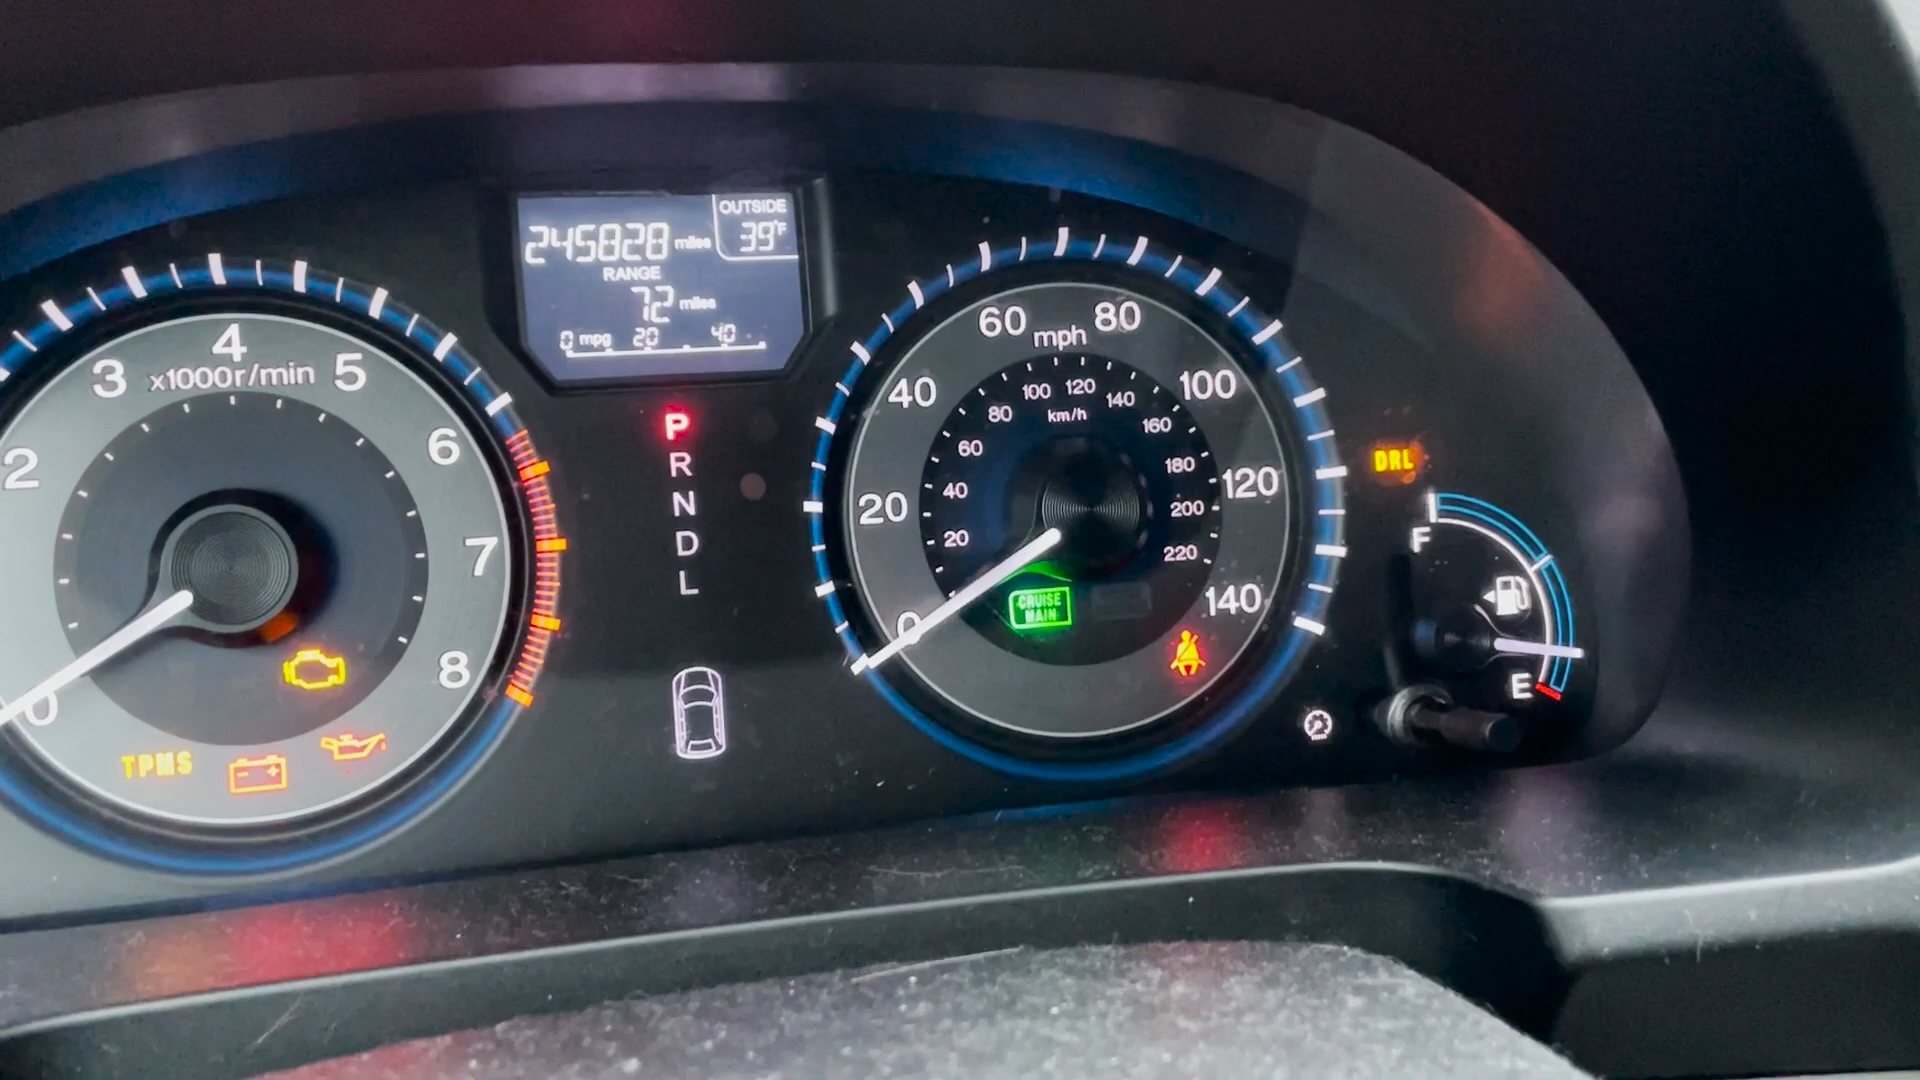 245828 miles
OUTSIDE
39°F
RANGE
72 miles
0 mpg 20 40
0 2 3 4 5 6 7 8
x1000r/min
TPMS
- +
P
R
N
D
L
0 20 40 60 80 100 120 140
mph
20 40 60 80 100 120 140 160 180 200 220
km/h
CRUISE
MAIN
DRL
F
E